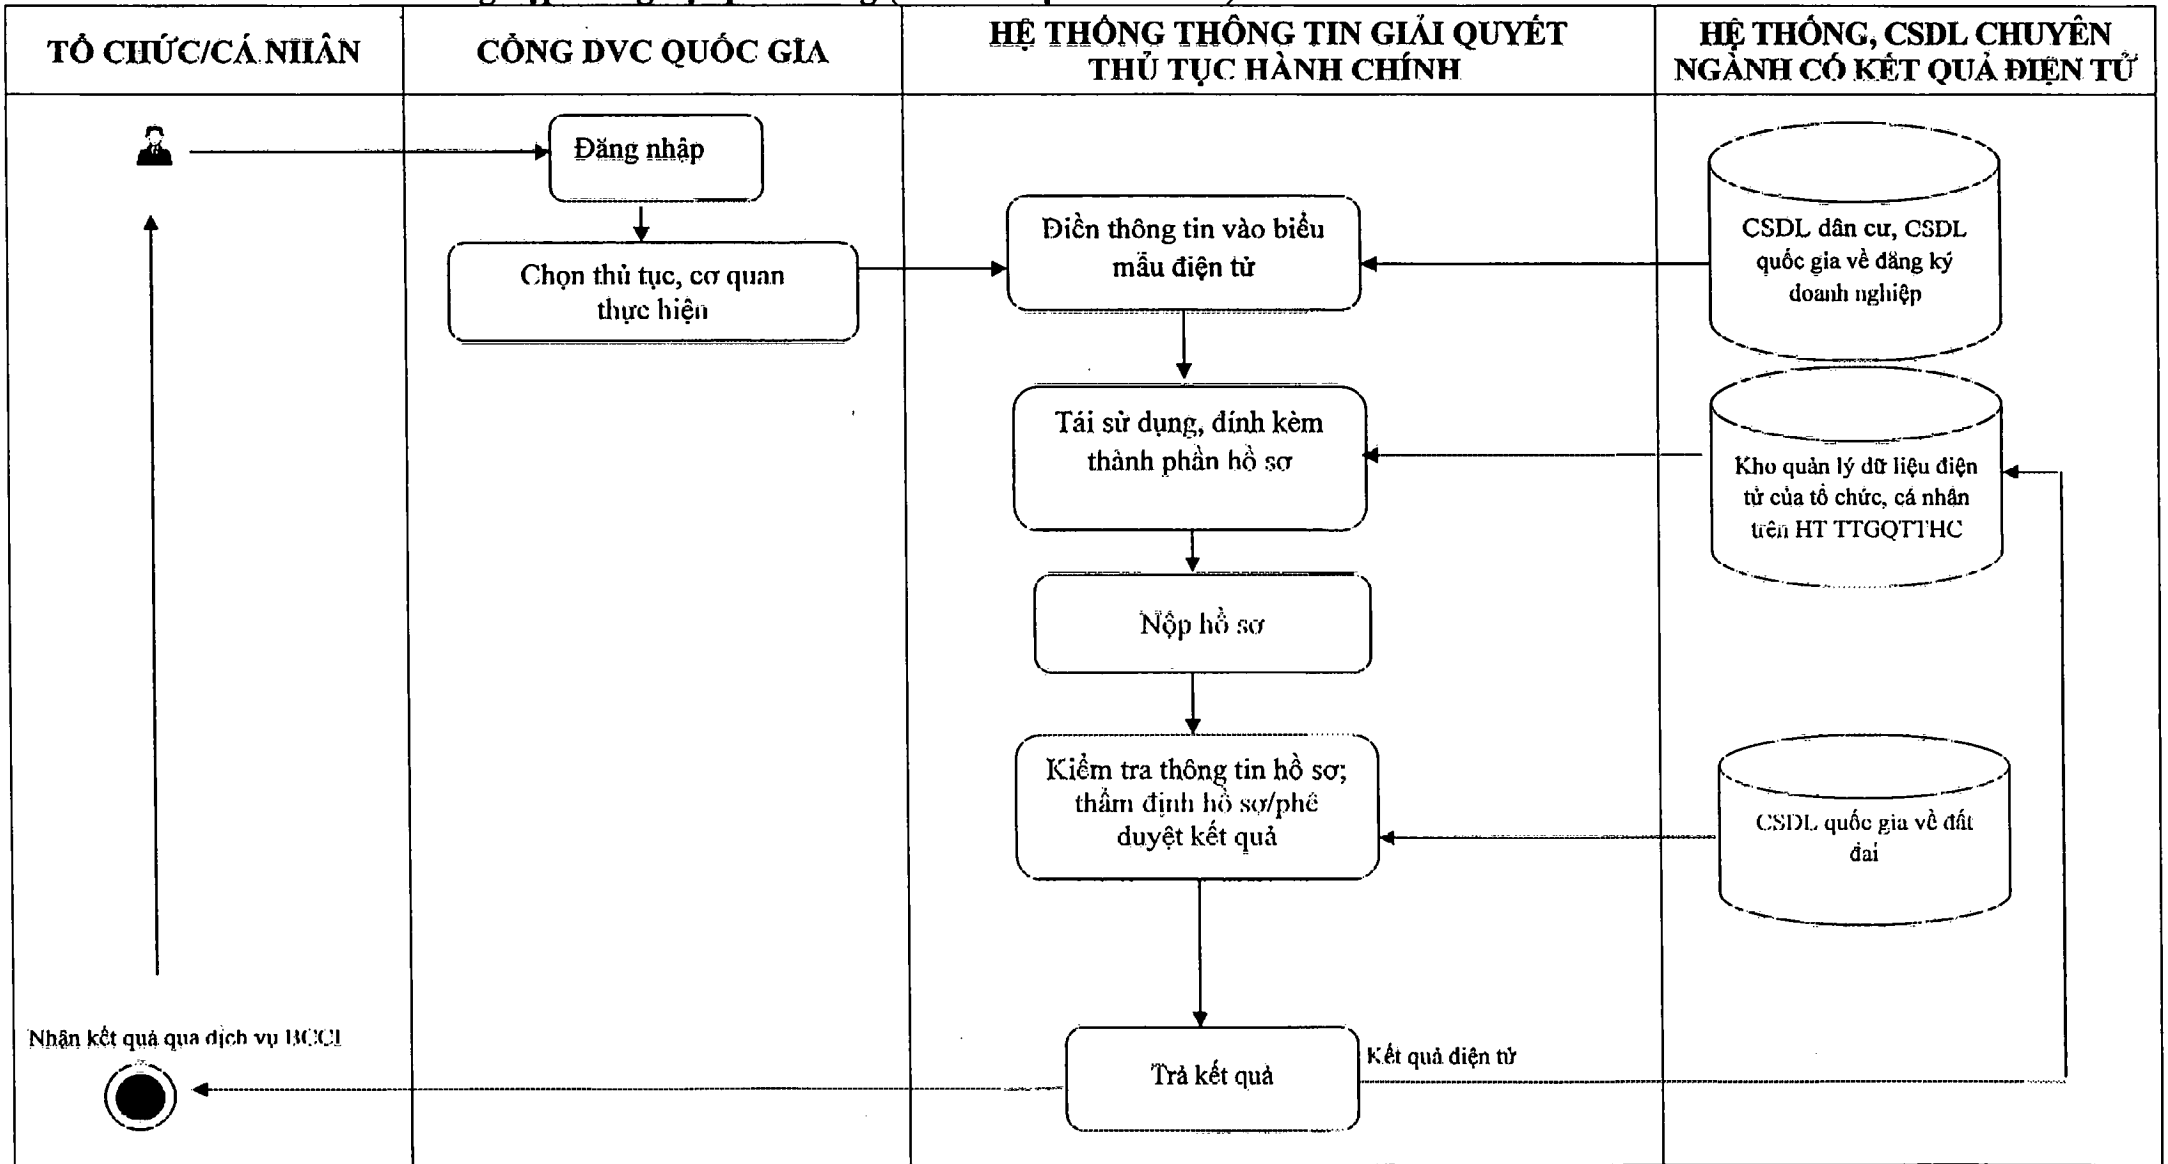 TỔ CHỨC/CÁ NHÂN
CỔNG DVC QUỐC GIA
HỆ THỐNG THÔNG TIN GIẢI QUYẾT
THỦ TỤC HÀNH CHÍNH
HỆ THỐNG, CSDL CHUYÊN
NGÀNH CÓ KẾT QUẢ ĐIỆN TỬ
Đăng nhập
Chọn thủ tục, cơ quan
thực hiện
Điền thông tin vào biểu
mẫu điện tử
CSDL dân cư, CSDL
quốc gia về đăng ký
doanh nghiệp
Tái sử dụng, đính kèm
thành phần hồ sơ
Kho quản lý dữ liệu điện
tử của tổ chức, cá nhân
trên HT TTGQTTHC
Nộp hồ sơ
Kiểm tra thông tin hồ sơ;
thẩm định hồ sơ/phê
duyệt kết quả
CSDL quốc gia về đất
đai
Nhận kết quả qua dịch vụ BCCI
Trả kết quả
Kết quả điện tử